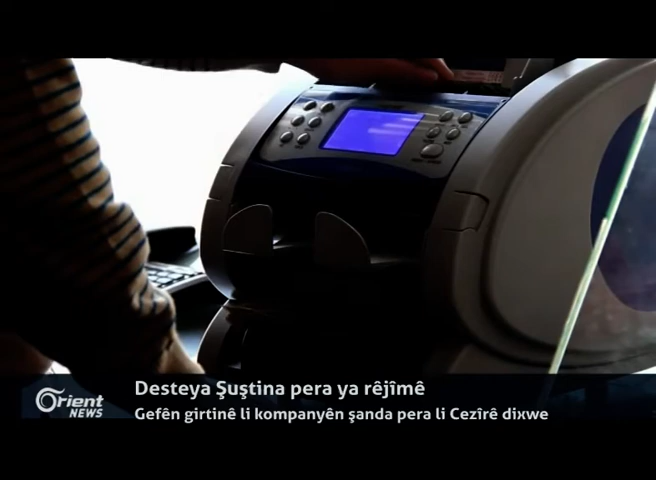 Desteya Şuştina pera ya rêjîmê
Orient
NEWS
Gefên girtinê li kompanyên şanda pera li Cezîrê dixwe